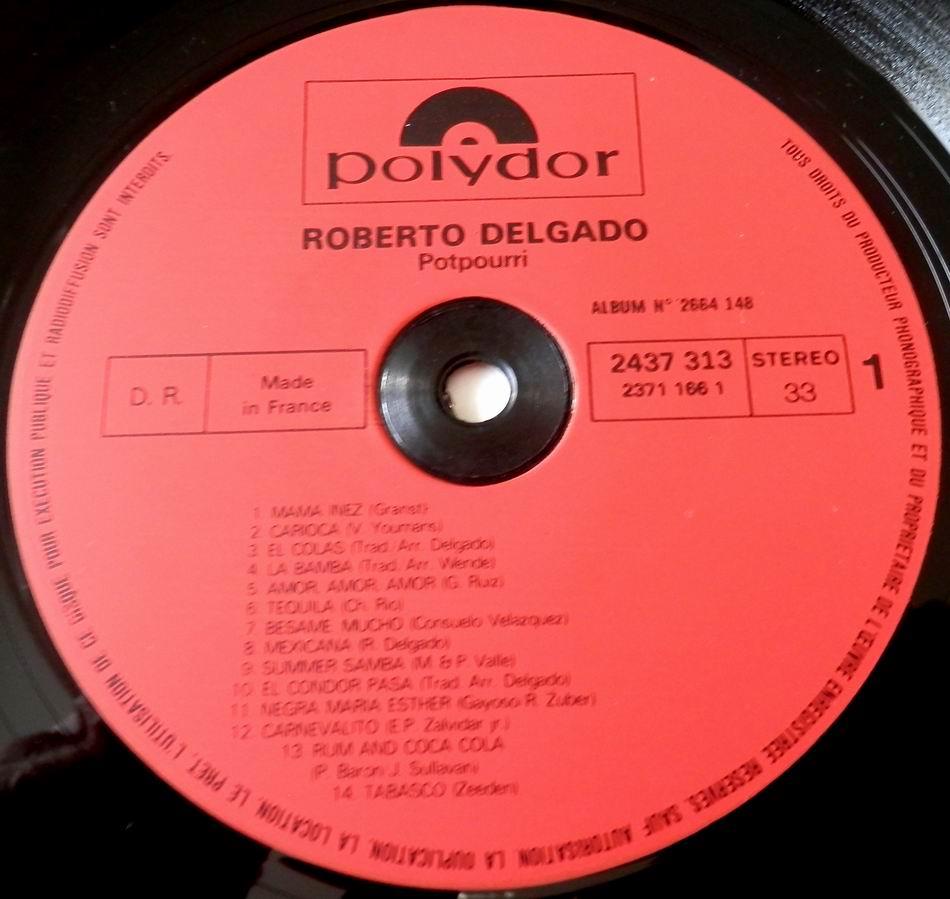 polydor
ROBERTO DELGADO
Potpourri
ALBUM N° 2664 148
D. R.
Made
in France
2437 313
2371 166 1
STEREO
33
1
1. MAMA INEZ (Granst)
2. CARIOCA (V. Youmans)
3. EL COLAS (Trad. Arr. Delgado)
4. LA BAMBA (Trad. Arr. Wende)
5. AMOR, AMOR, AMOR (G. Ruiz)
6. TEQUILA (Ch. Rio)
7. BESAME MUCHO (Consuelo Velazquez)
8. MEXICANA (R. Delgado)
9. SUMMER SAMBA (M. & P. Valle)
10. EL CONDOR PASA (Trad. Arr. Delgado)
11. NEGRA MARIA ESTHER (Gayoso R. Zuber)
12. CARNEVALITO (E.P. Zalvidar jr.)
13. RUM AND COCA COLA
(P. Baron J. Sullavan)
14. TABASCO (Zeeden)
TOUS DROITS DU PRODUCTEUR PHONOGRAPHIQUE ET DU PROPRIETAIRE DE L'ŒUVRE ENREGISTREE RESERVES. SAUF AUTORISATION, LA DUPLICATION, LA LOCATION, LE PRET, L'UTILISATION DE CE DISQUE POUR EXECUTION PUBLIQUE ET RADIODIFFUSION SONT INTERDITS.